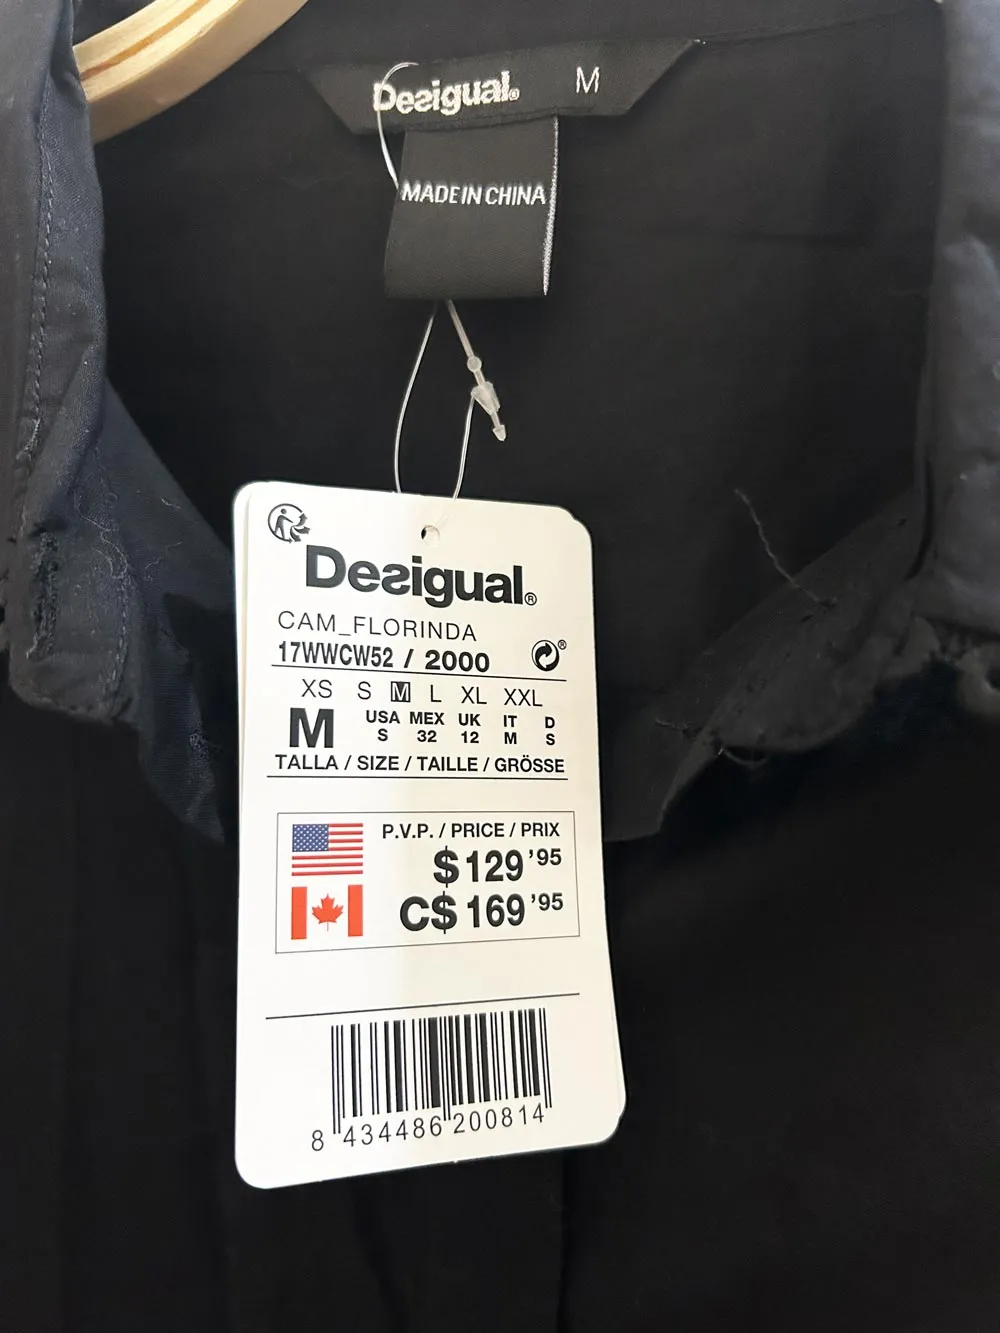 Desigual® M
MADE IN CHINA
Desigual®
CAM_FLORINDA
17WWCW52 / 2000 ®
XS S M L XL XXL
M USA MEX UK IT D
S 32 12 M S
TALLA / SIZE / TAILLE / GRÖSSE
P.V.P. / PRICE / PRIX
$129'95
C$169'95
8 434486 200814